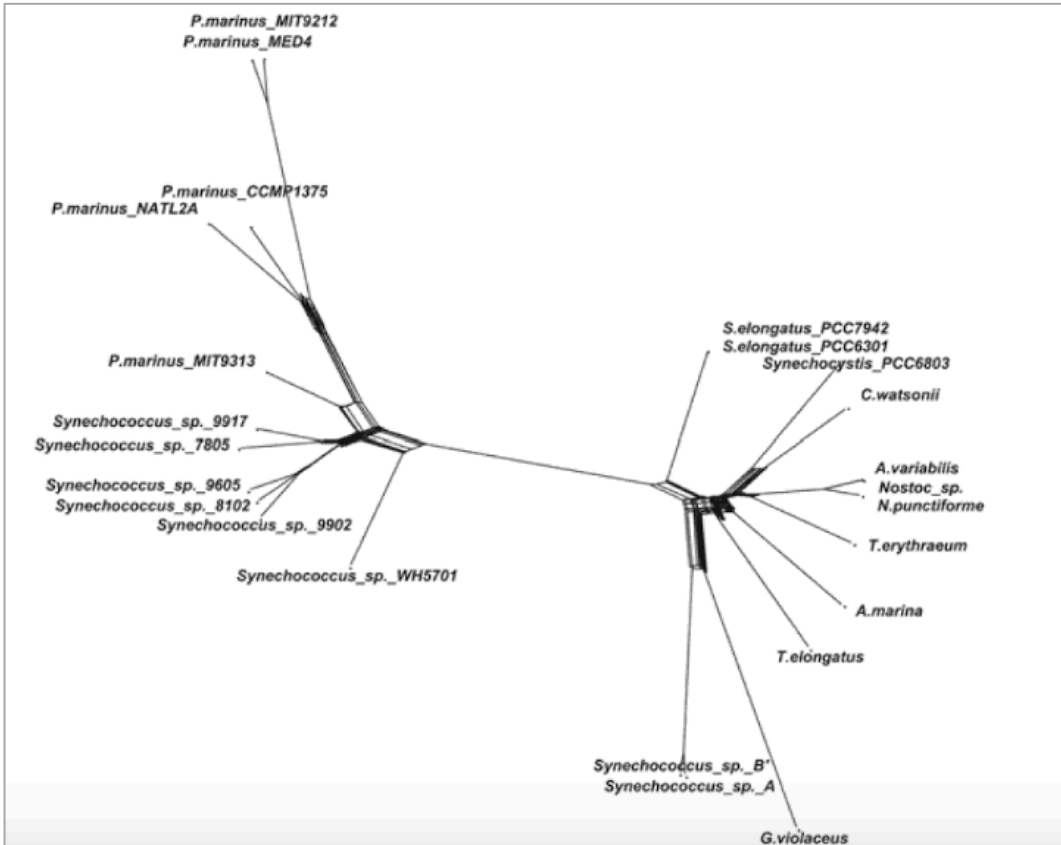 P.marinus_MIT9212
P.marinus_MED4
P.marinus_CCMP1375
P.marinus_NATL2A
S.elongatus_PCC7942
S.elongatus_PCC6301
Synechocystis_PCC6803
P.marinus_MIT9313
C.watsonii
Synechococcus_sp._9917
Synechococcus_sp._7805
A.variabilis
Nostoc_sp.
N.punctiforme
Synechococcus_sp._9605
Synechococcus_sp._8102
Synechococcus_sp._9902
T.erythraeum
Synechococcus_sp._WH5701
A.marina
T.elongatus
Synechococcus_sp._B'
Synechococcus_sp._A
G.violaceus